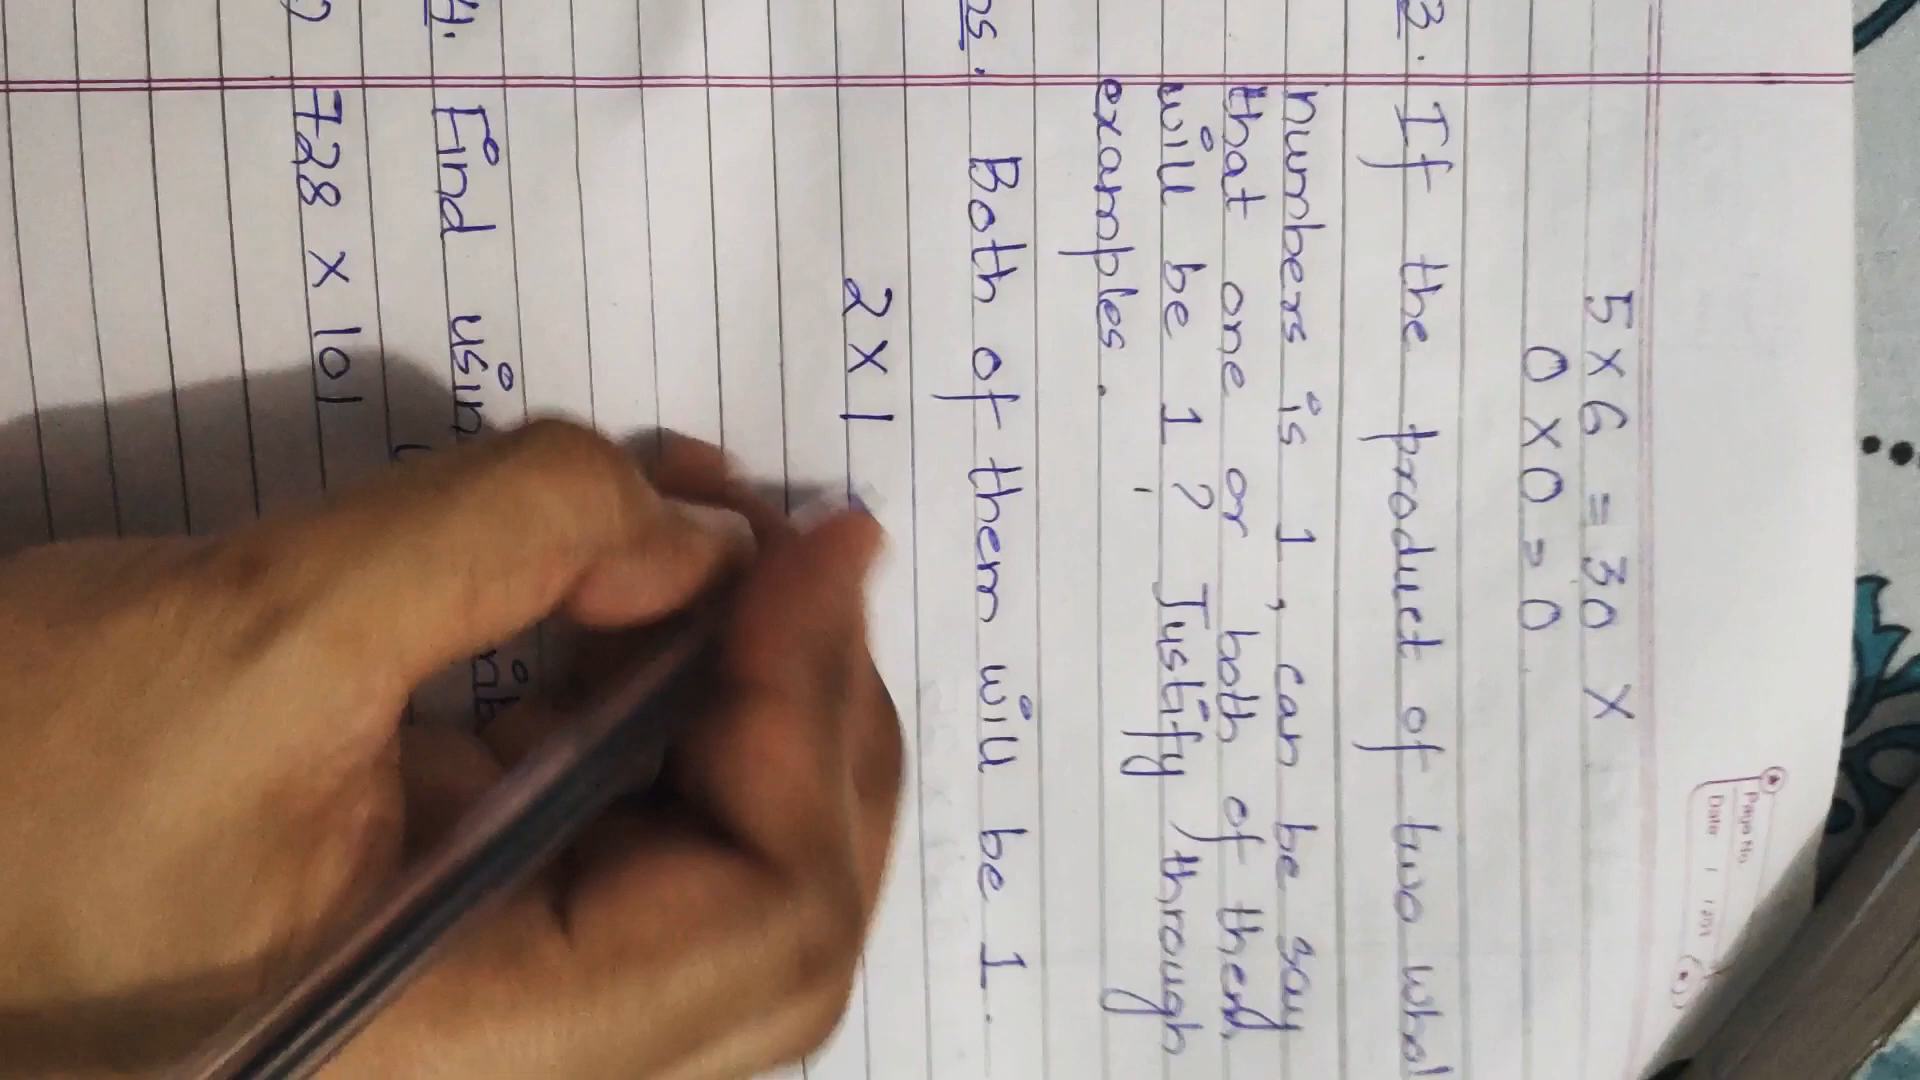 Page No.
Date
5 x 6 = 30 X
0 x 0 = 0
3. If the product of two whol
numbers is 1, can be say
that one or both of them
will be 1? Justify through
examples.
Both of them will be 1.
2 x 1
4. Find usin
728 x 101